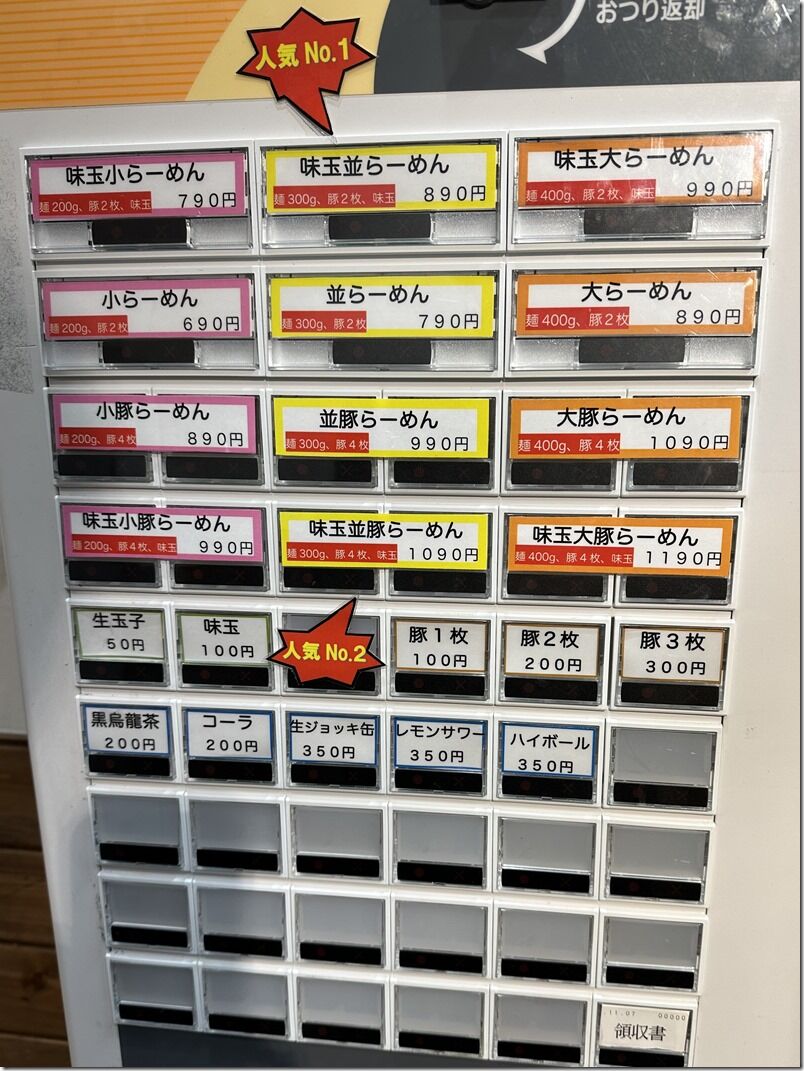 おつり返却
人気No.1
味玉小らーめん
麺200g、豚2枚、味玉 790円
味玉並らーめん
麺300g、豚2枚、味玉 890円
味玉大らーめん
麺400g、豚2枚、味玉 990円
小らーめん
麺200g、豚2枚 690円
並らーめん
麺300g、豚2枚 790円
大らーめん
麺400g、豚2枚 890円
小豚らーめん
麺200g、豚4枚 890円
並豚らーめん
麺300g、豚4枚 990円
大豚らーめん
麺400g、豚4枚 1090円
味玉小豚らーめん
麺200g、豚4枚、味玉 990円
味玉並豚らーめん
麺300g、豚4枚、味玉 1090円
味玉大豚らーめん
麺400g、豚4枚、味玉 1190円
生玉子
50円
味玉
100円
人気No.2
豚1枚
100円
豚2枚
200円
豚3枚
300円
黒烏龍茶
200円
コーラ
200円
生ジョッキ缶
350円
レモンサワー
350円
ハイボール
350円
.11.07 00000
領収書